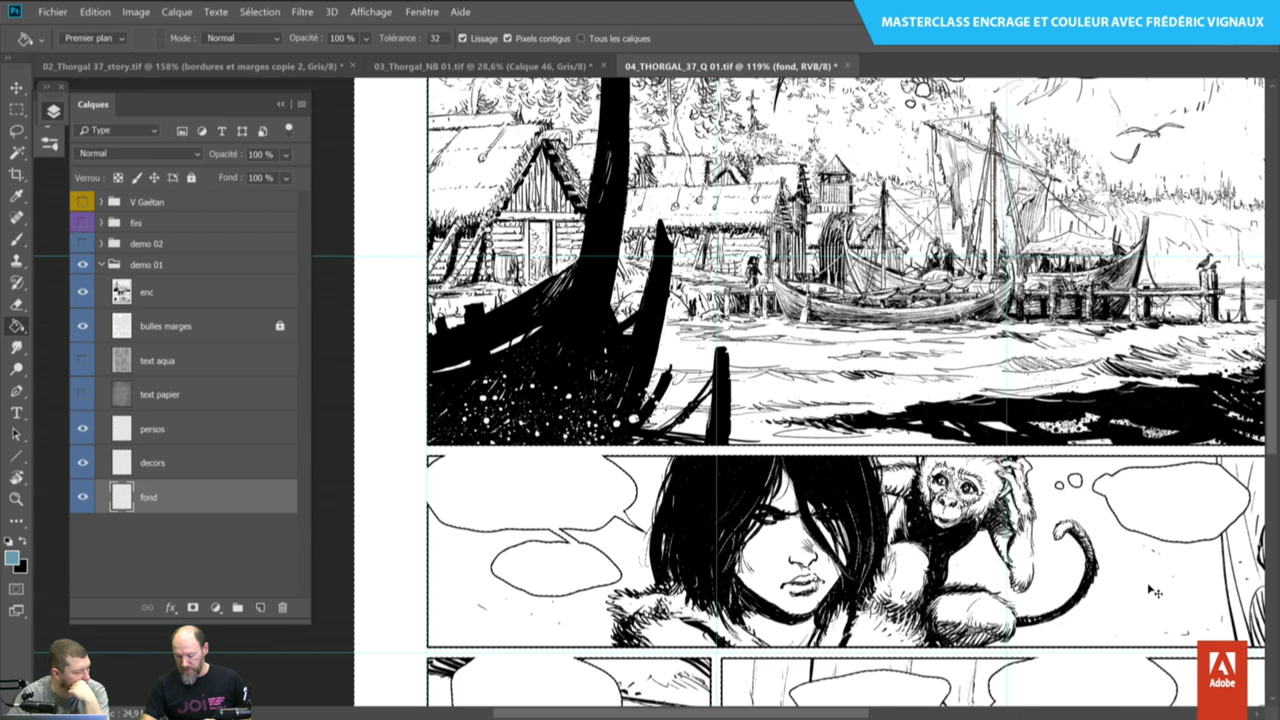 Ps Fichier Edition Image Calque Texte Sélection Filtre 3D Affichage Fenêtre Aide
MASTERCLASS ENCRAGE ET COULEUR AVEC FRÉDÉRIC VIGNAUX
Premier plan Mode : Normal Opacité : 100 % Tolérance : 32 Lissage Pixels contigus Tous les calques
02_Thorgal 37_story.tif @ 158% (bordures et marges copie 2, Gris/8) * × 03_Thorgal_NB 01.tif @ 28,6% (Calque 46, Gris/8) * × 04_THORGAL_37_Q 01.tif @ 119% (fond, RVB/8) * ×
Calques
Type
Normal Opacité : 100 %
Verrou : Fond : 100 %
V Gaétan
fini
demo 02
demo 01
enc
bulles marges
text aqua
text papier
persos
decors
fond
fx
JOI
Adobe